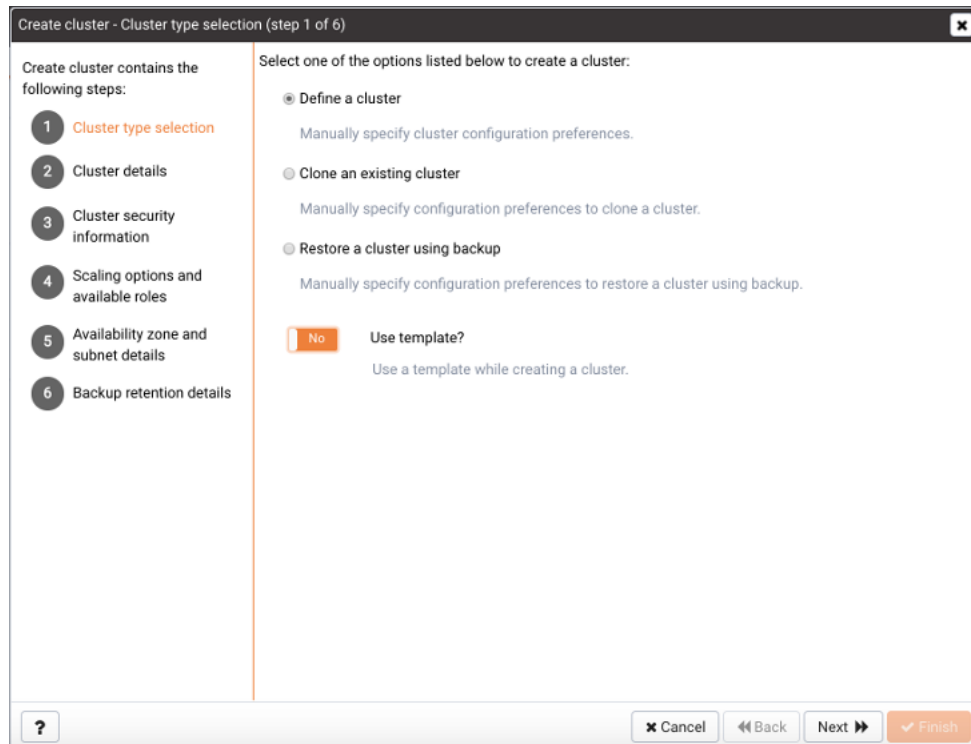 Create cluster - Cluster type selection (step 1 of 6)
Create cluster contains the
following steps:
1 Cluster type selection
2 Cluster details
3 Cluster security
information
4 Scaling options and
available roles
5 Availability zone and
subnet details
6 Backup retention details
Select one of the options listed below to create a cluster:
Define a cluster
Manually specify cluster configuration preferences.
Clone an existing cluster
Manually specify configuration preferences to clone a cluster.
Restore a cluster using backup
Manually specify configuration preferences to restore a cluster using backup.
No Use template?
Use a template while creating a cluster.
? Cancel Back Next Finish